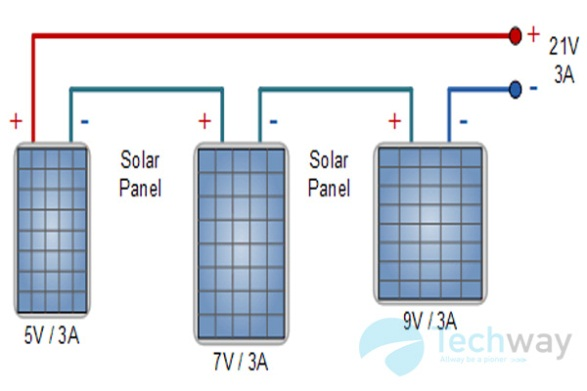 +
21V
3A
-
+
-
+
-
+
-
Solar
Panel
Solar
Panel
5V / 3A
7V / 3A
9V / 3A
Techway